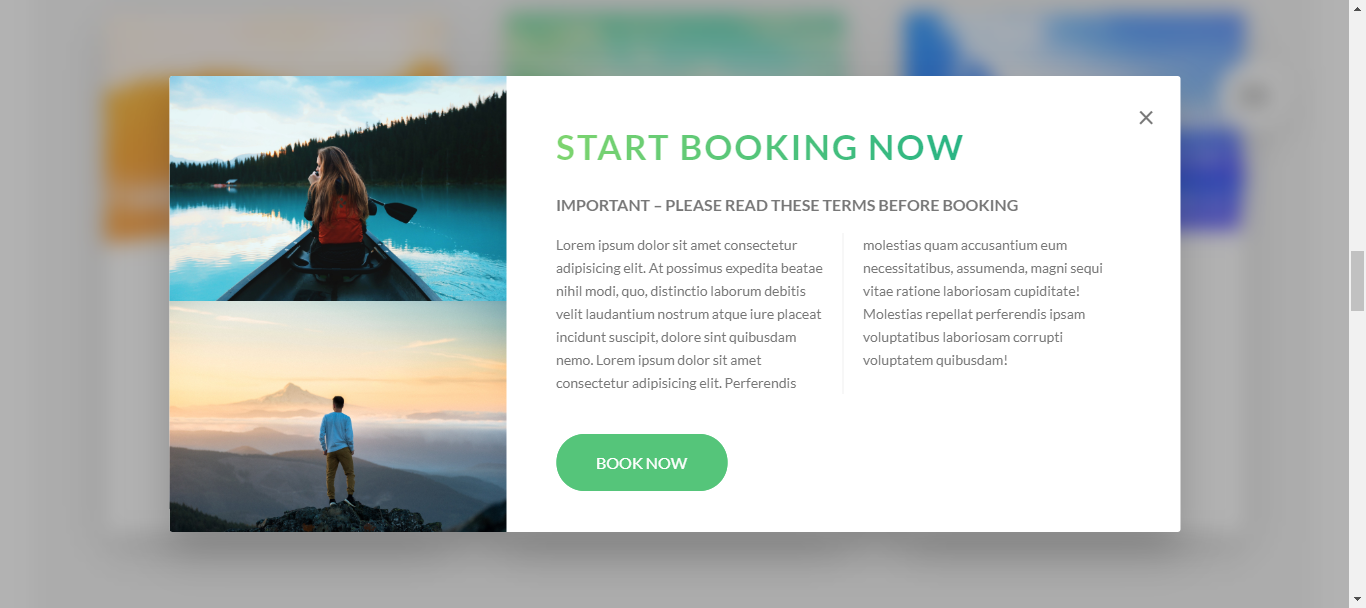 START BOOKING NOW
IMPORTANT – PLEASE READ THESE TERMS BEFORE BOOKING
Lorem ipsum dolor sit amet consectetur
adipisicing elit. At possimus expedita beatae
nihil modi, quo, distinctio laborum debitis
velit laudantium nostrum atque iure placeat
incidunt suscipit, dolore sint quibusdam
nemo. Lorem ipsum dolor sit amet
consectetur adipisicing elit. Perferendis
molestias quam accusantium eum
necessitatibus, assumenda, magni sequi
vitae ratione laboriosam cupiditate!
Molestias repellat perferendis ipsam
voluptatibus laboriosam corrupti
voluptatem quibusdam!
BOOK NOW